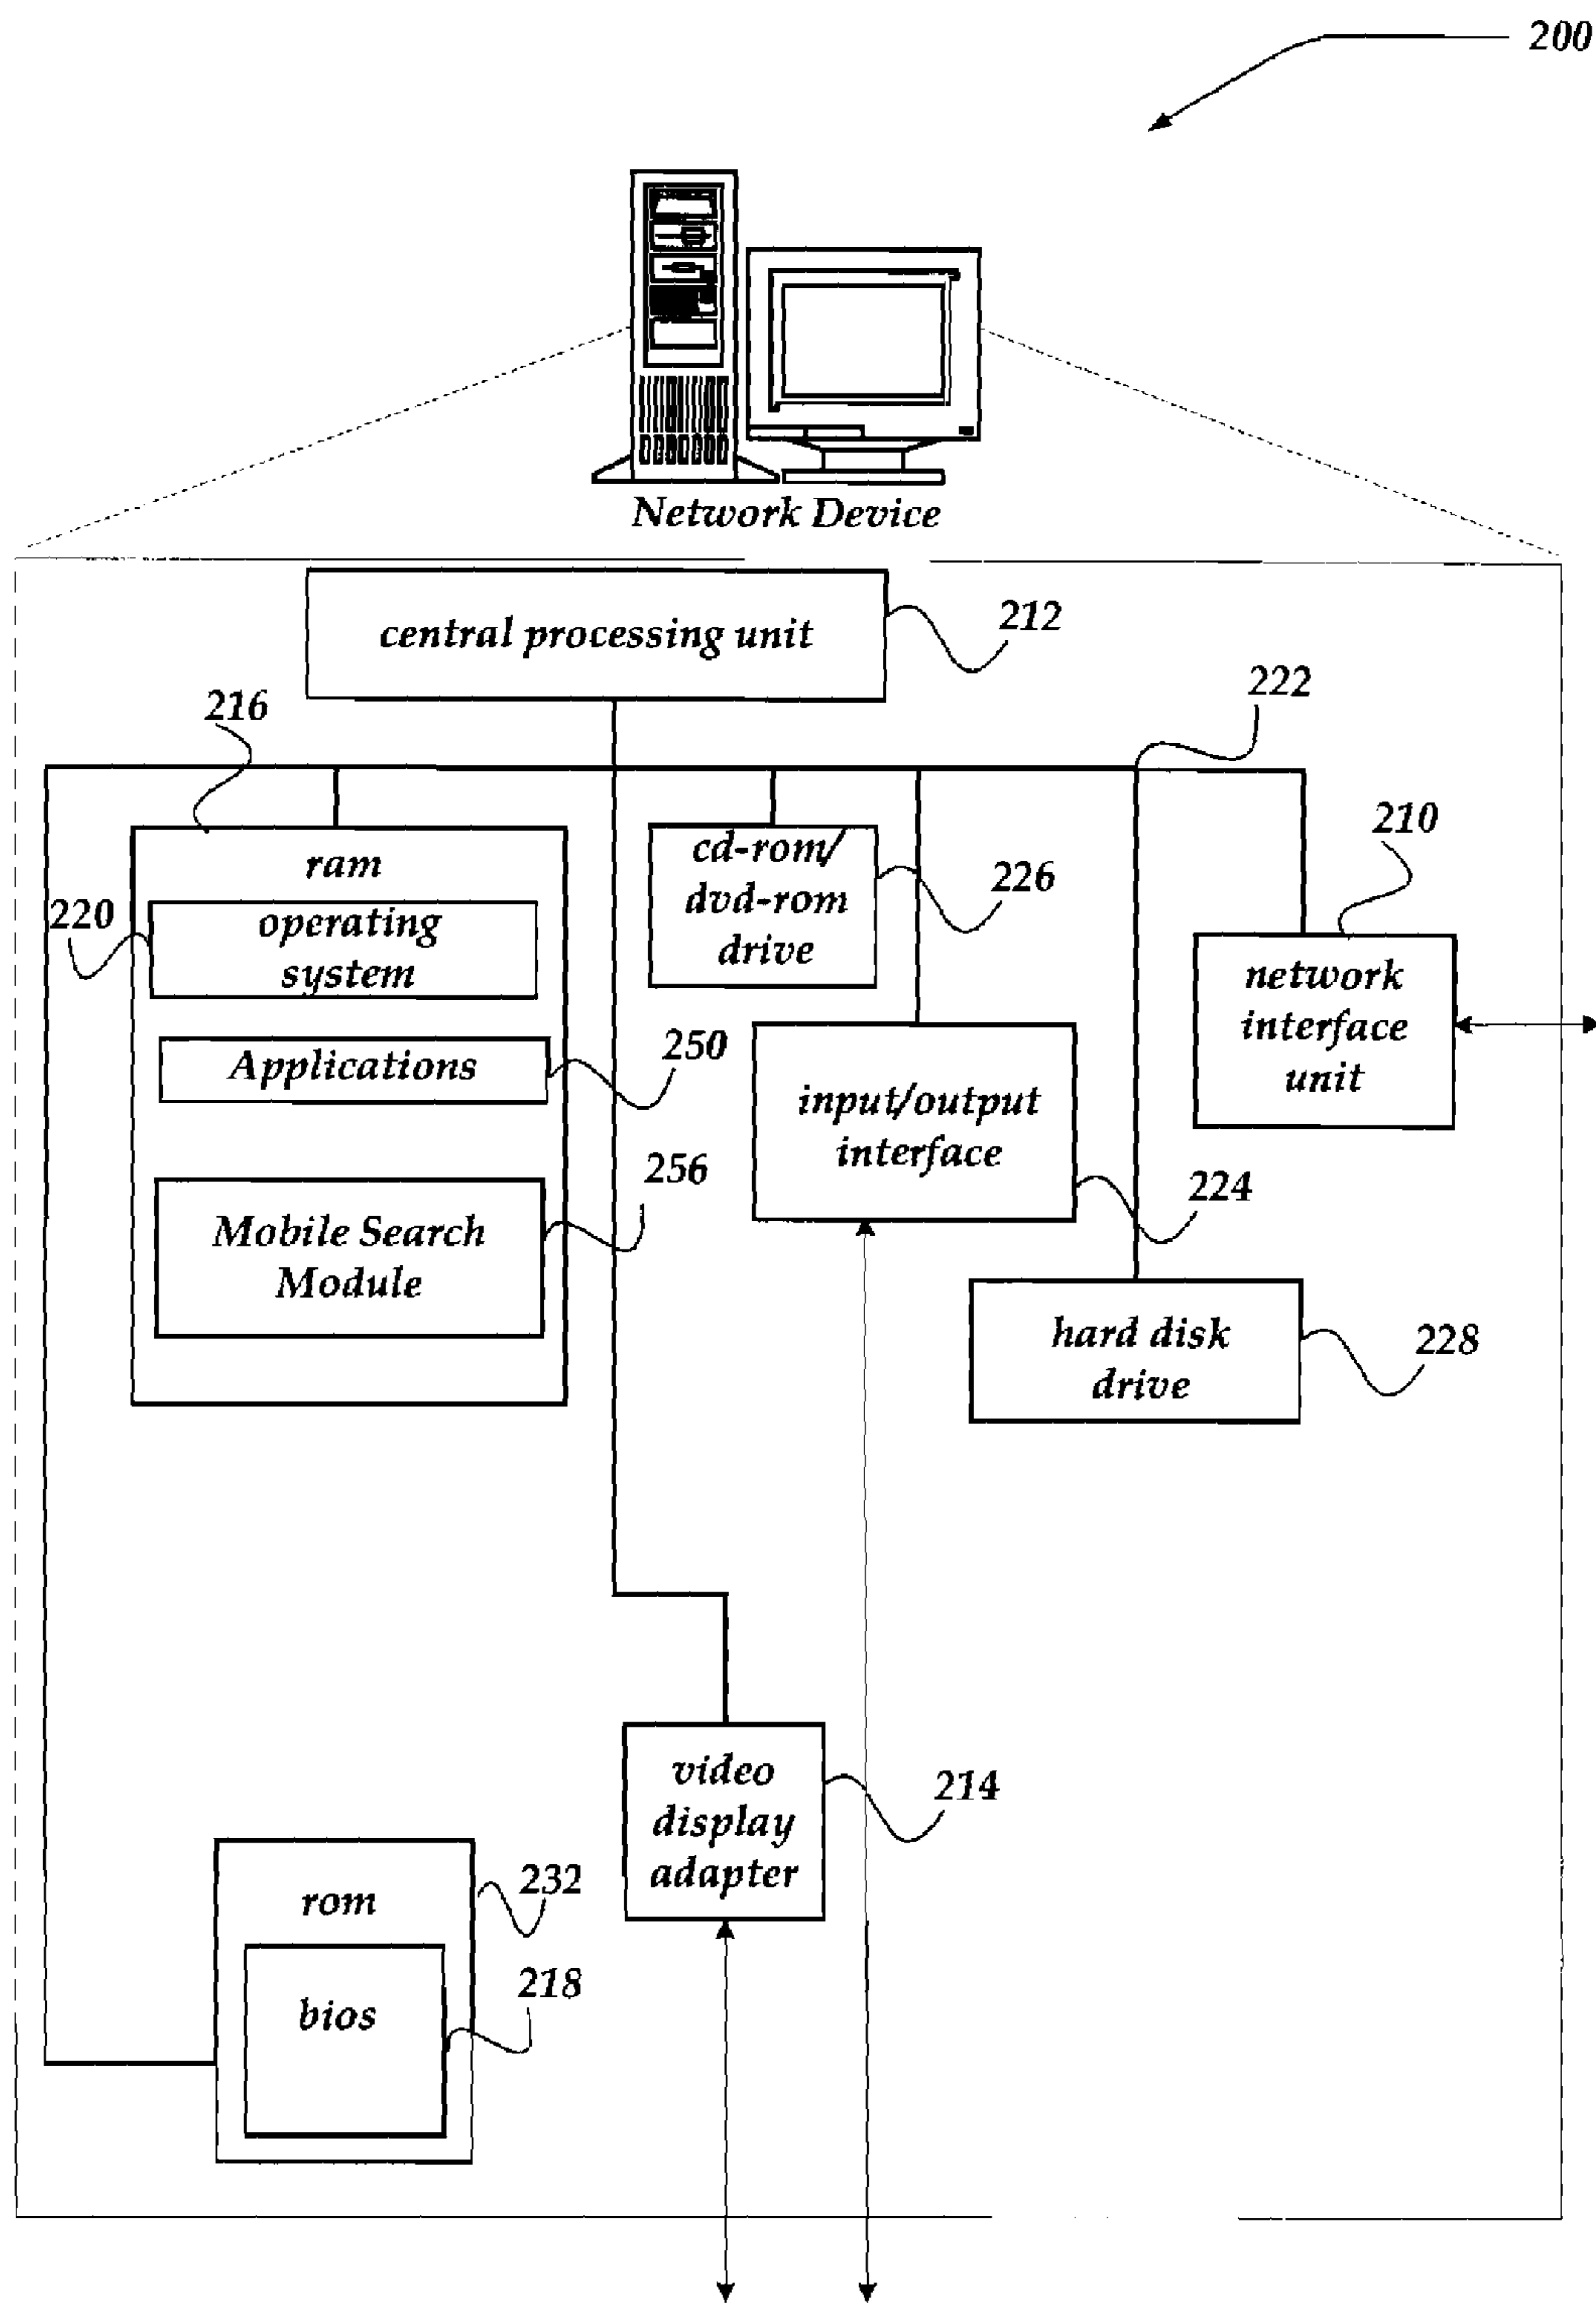 200
Network Device
central processing unit
212
222
216
210
ram
cd-rom/
dvd-rom
drive
226
220
operating
system
network
interface
unit
Applications
250
input/output
interface
256
224
Mobile Search
Module
hard disk
drive
228
video
display
adapter
214
rom
232
bios
218